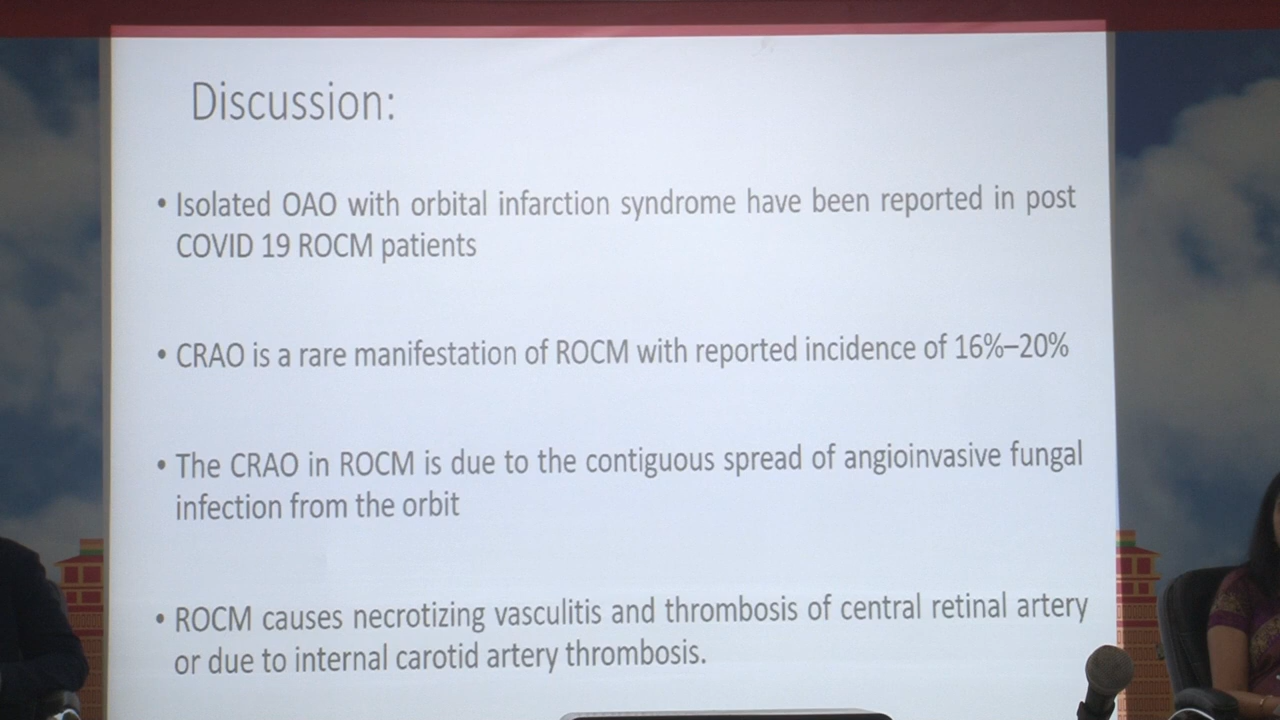 Discussion:
• Isolated OAO with orbital infarction syndrome have been reported in post
COVID 19 ROCM patients
• CRAO is a rare manifestation of ROCM with reported incidence of 16%–20%
• The CRAO in ROCM is due to the contiguous spread of angioinvasive fungal
infection from the orbit
• ROCM causes necrotizing vasculitis and thrombosis of central retinal artery
or due to internal carotid artery thrombosis.